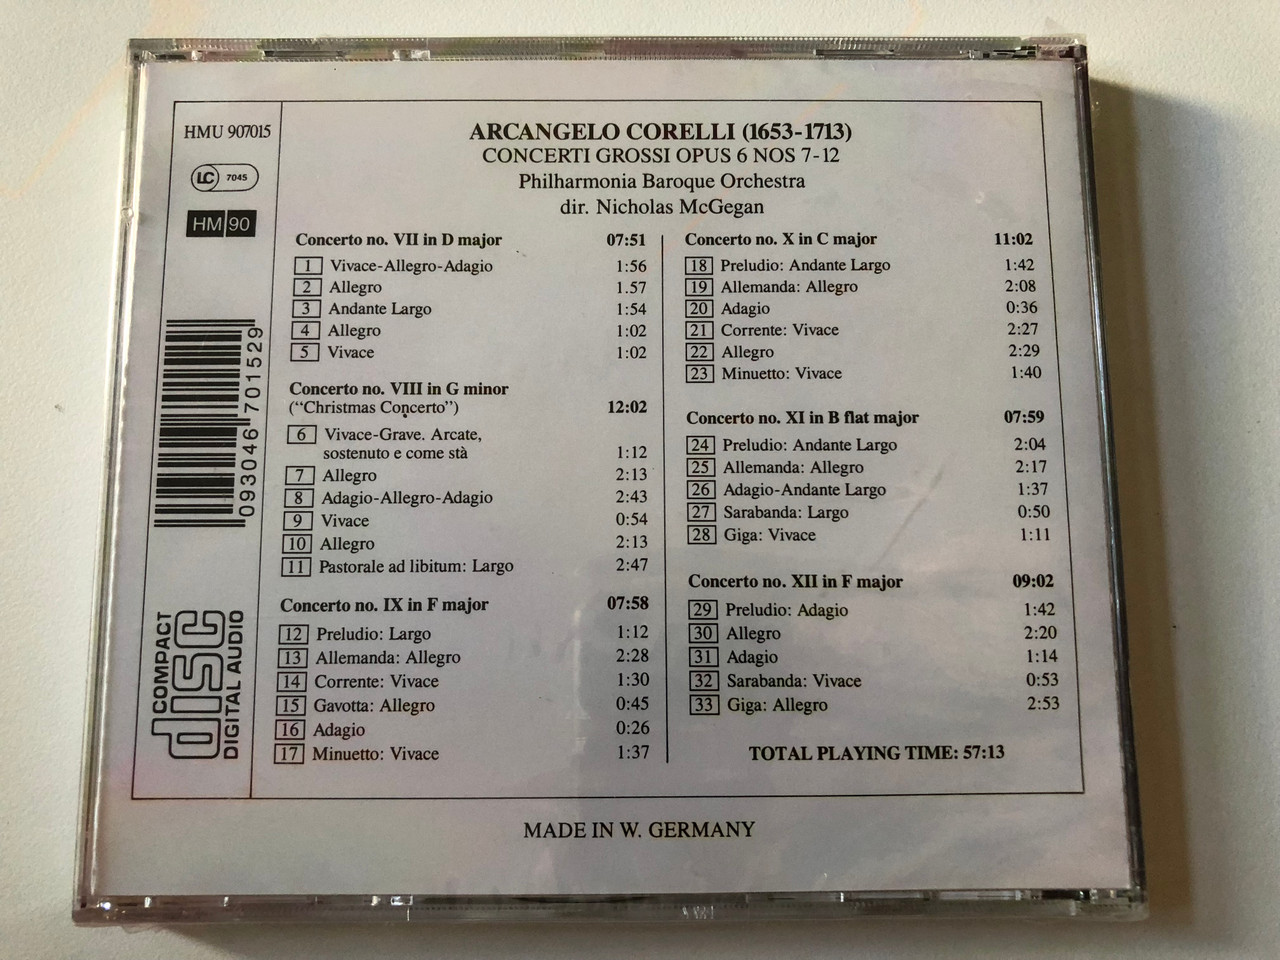 HMU 907015
LC 7045
HM 90
093046 701529
COMPACT
disc
DIGITAL AUDIO
ARCANGELO CORELLI (1653-1713)
CONCERTI GROSSI OPUS 6 NOS 7-12
Philharmonia Baroque Orchestra
dir. Nicholas McGegan
Concerto no. VII in D major 07:51
1 Vivace-Allegro-Adagio 1:56
2 Allegro 1.57
3 Andante Largo 1:54
4 Allegro 1:02
5 Vivace 1:02
Concerto no. VIII in G minor
("Christmas Concerto") 12:02
6 Vivace-Grave. Arcate,
sostenuto e come stà 1:12
7 Allegro 2:13
8 Adagio-Allegro-Adagio 2:43
9 Vivace 0:54
10 Allegro 2:13
11 Pastorale ad libitum: Largo 2:47
Concerto no. IX in F major 07:58
12 Preludio: Largo 1:12
13 Allemanda: Allegro 2:28
14 Corrente: Vivace 1:30
15 Gavotta: Allegro 0:45
16 Adagio 0:26
17 Minuetto: Vivace 1:37
Concerto no. X in C major 11:02
18 Preludio: Andante Largo 1:42
19 Allemanda: Allegro 2:08
20 Adagio 0:36
21 Corrente: Vivace 2:27
22 Allegro 2:29
23 Minuetto: Vivace 1:40
Concerto no. XI in B flat major 07:59
24 Preludio: Andante Largo 2:04
25 Allemanda: Allegro 2:17
26 Adagio-Andante Largo 1:37
27 Sarabanda: Largo 0:50
28 Giga: Vivace 1:11
Concerto no. XII in F major 09:02
29 Preludio: Adagio 1:42
30 Allegro 2:20
31 Adagio 1:14
32 Sarabanda: Vivace 0:53
33 Giga: Allegro 2:53
TOTAL PLAYING TIME: 57:13
MADE IN W. GERMANY